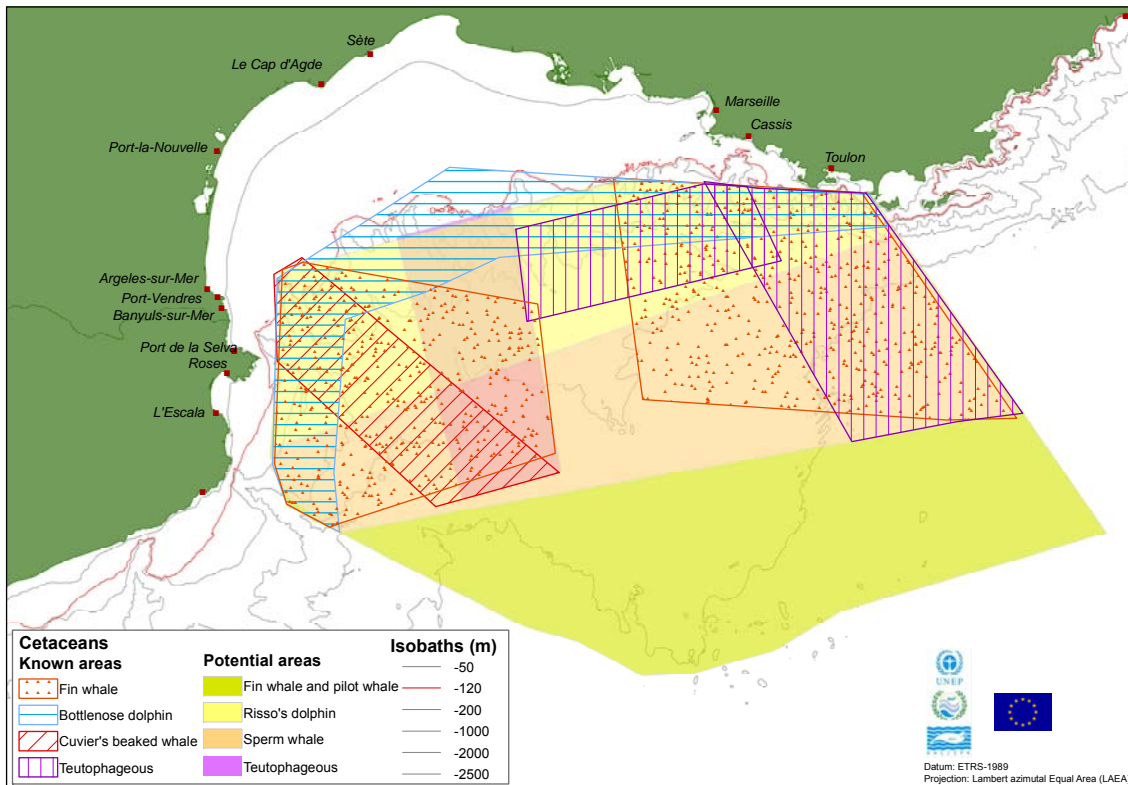 Sète
Le Cap d'Agde
Marseille
Cassis
Port-la-Nouvelle
Toulon
Argeles-sur-Mer
Port-Vendres
Banyuls-sur-Mer
Port de la Selva
Roses
L'Escala
Cetaceans
Known areas
Fin whale
Bottlenose dolphin
Cuvier's beaked whale
Teutophageous
Potential areas
Fin whale and pilot whale
Risso's dolphin
Sperm whale
Teutophageous
Isobaths (m)
-50
-120
-200
-1000
-2000
-2500
UNEP
Datum: ETRS-1989
Projection: Lambert azimutal Equal Area (LAEA)